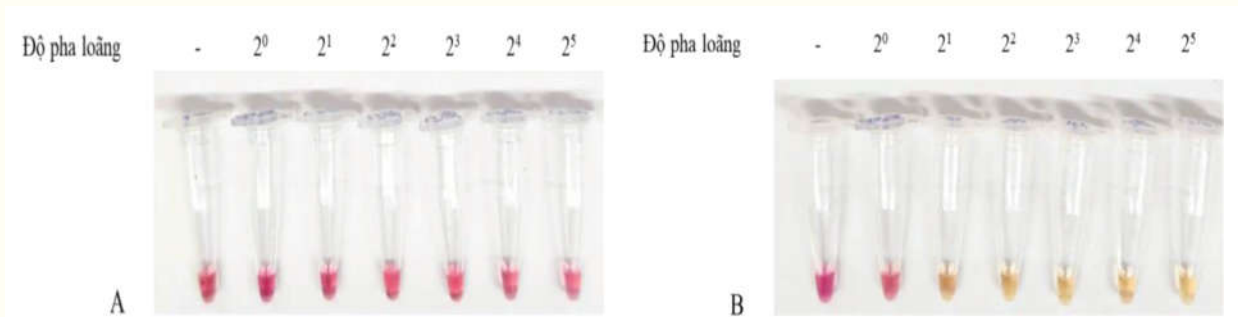 Độ pha loãng - 2⁰ 2¹ 2² 2³ 2⁴ 2⁵
A
Độ pha loãng - 2⁰ 2¹ 2² 2³ 2⁴ 2⁵
B